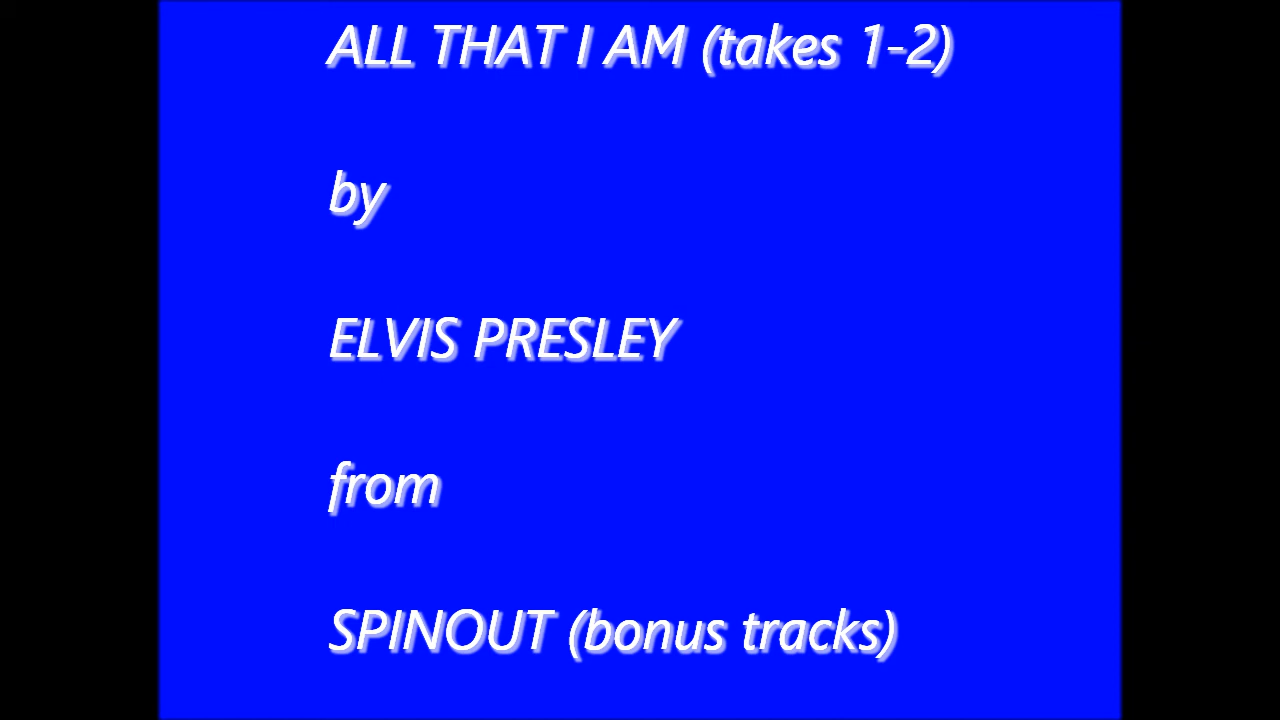 ALL THAT I AM (takes 1-2)
by
ELVIS PRESLEY
from
SPINOUT (bonus tracks)